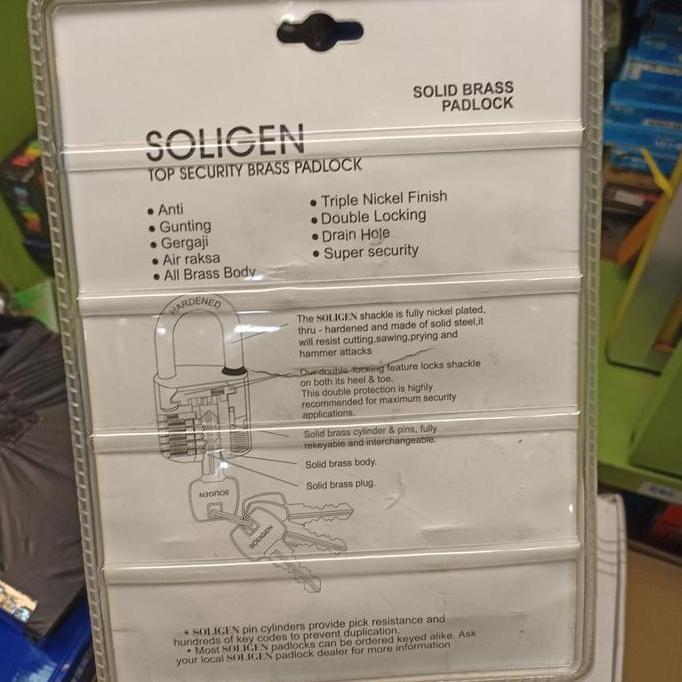 SOLID BRASS
PADLOCK
SOLIGEN
TOP SECURITY BRASS PADLOCK
• Anti
• Gunting
• Gergaji
• Air raksa
• All Brass Body
• Triple Nickel Finish
• Double Locking
• Drain Hole
• Super security
HARDENED
The SOLIGEN shackle is fully nickel plated,
thru - hardened and made of solid steel,it
will resist cutting,sawing,prying and
hammer attacks
Our double locking feature locks shackle
on both its heel & toe.
This double protection is highly
recommended for maximum security
applications.
Solid brass cylinder & pins, fully
rekeyable and interchangeable.
Solid brass body.
Solid brass plug.
SOLIGEN
SOLIGEN
• SOLIGEN pin cylinders provide pick resistance and
hundreds of key codes to prevent duplication.
• Most SOLIGEN padlocks can be ordered keyed alike. Ask
your local SOLIGEN padlock dealer for more information